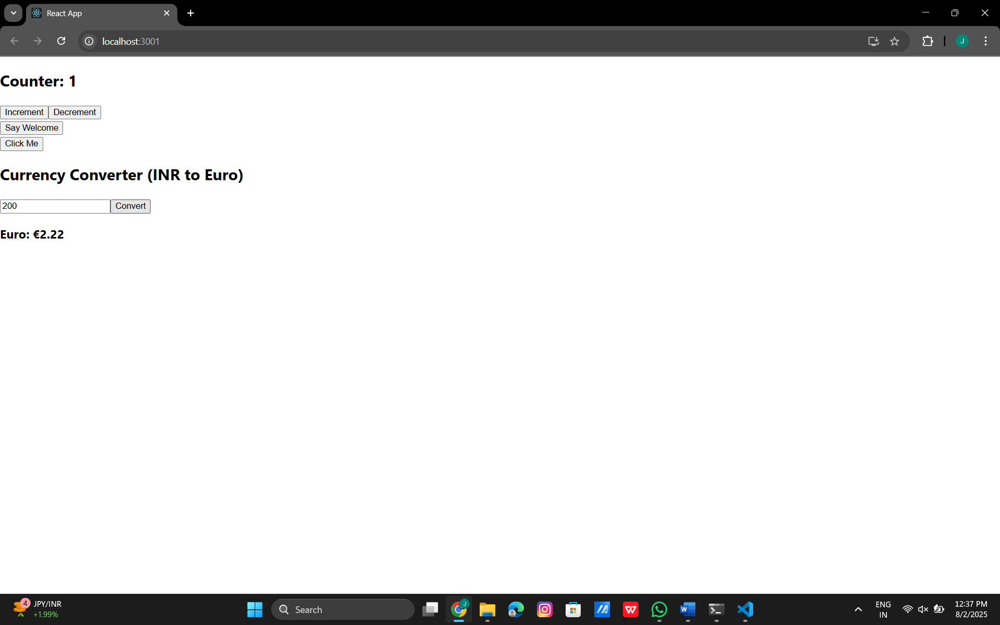 React App
localhost:3001
J
Counter: 1
Increment Decrement
Say Welcome
Click Me
Currency Converter (INR to Euro)
200 Convert
Euro: €2.22
4 JPY/INR
+1.99%
Search
J
W
W
ENG
IN
12:37 PM
8/2/2025